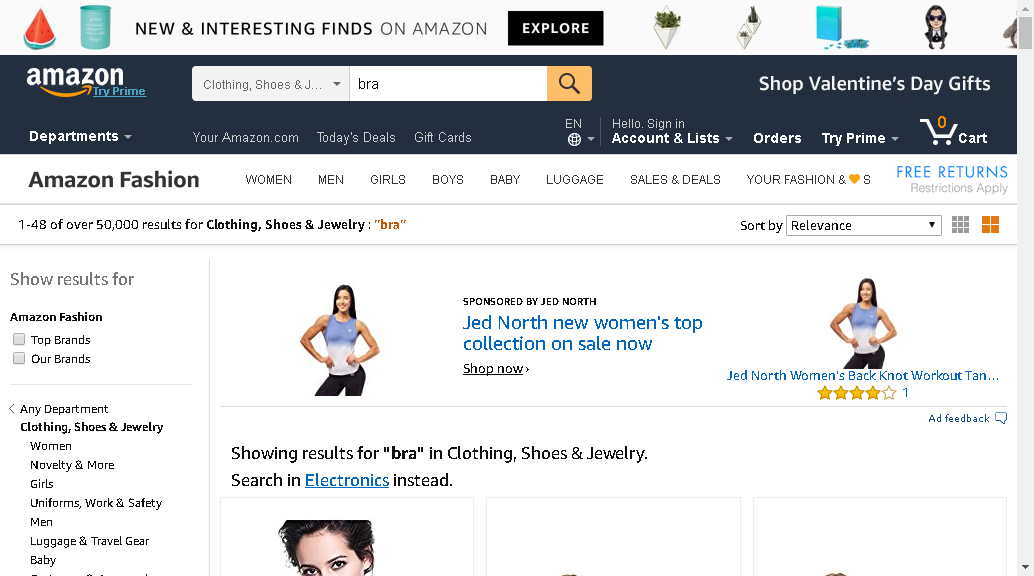 NEW & INTERESTING FINDS ON AMAZON EXPLORE
amazon
Try Prime
Clothing, Shoes & J... bra
Shop Valentine's Day Gifts
Departments
Your Amazon.com Today's Deals Gift Cards
EN
Hello. Sign in
Account & Lists
Orders
Try Prime
0
Cart
Amazon Fashion
WOMEN MEN GIRLS BOYS BABY LUGGAGE SALES & DEALS YOUR FASHION & S
FREE RETURNS
Restrictions Apply
1-48 of over 50,000 results for Clothing, Shoes & Jewelry : "bra"
Sort by Relevance
Show results for
Amazon Fashion
Top Brands
Our Brands
Any Department
Clothing, Shoes & Jewelry
Women
Novelty & More
Girls
Uniforms, Work & Safety
Men
Luggage & Travel Gear
Baby
SPONSORED BY JED NORTH
Jed North new women's top
collection on sale now
Shop now ›
Jed North Women's Back Knot Workout Tan...
1
Ad feedback
Showing results for "bra" in Clothing, Shoes & Jewelry.
Search in Electronics instead.